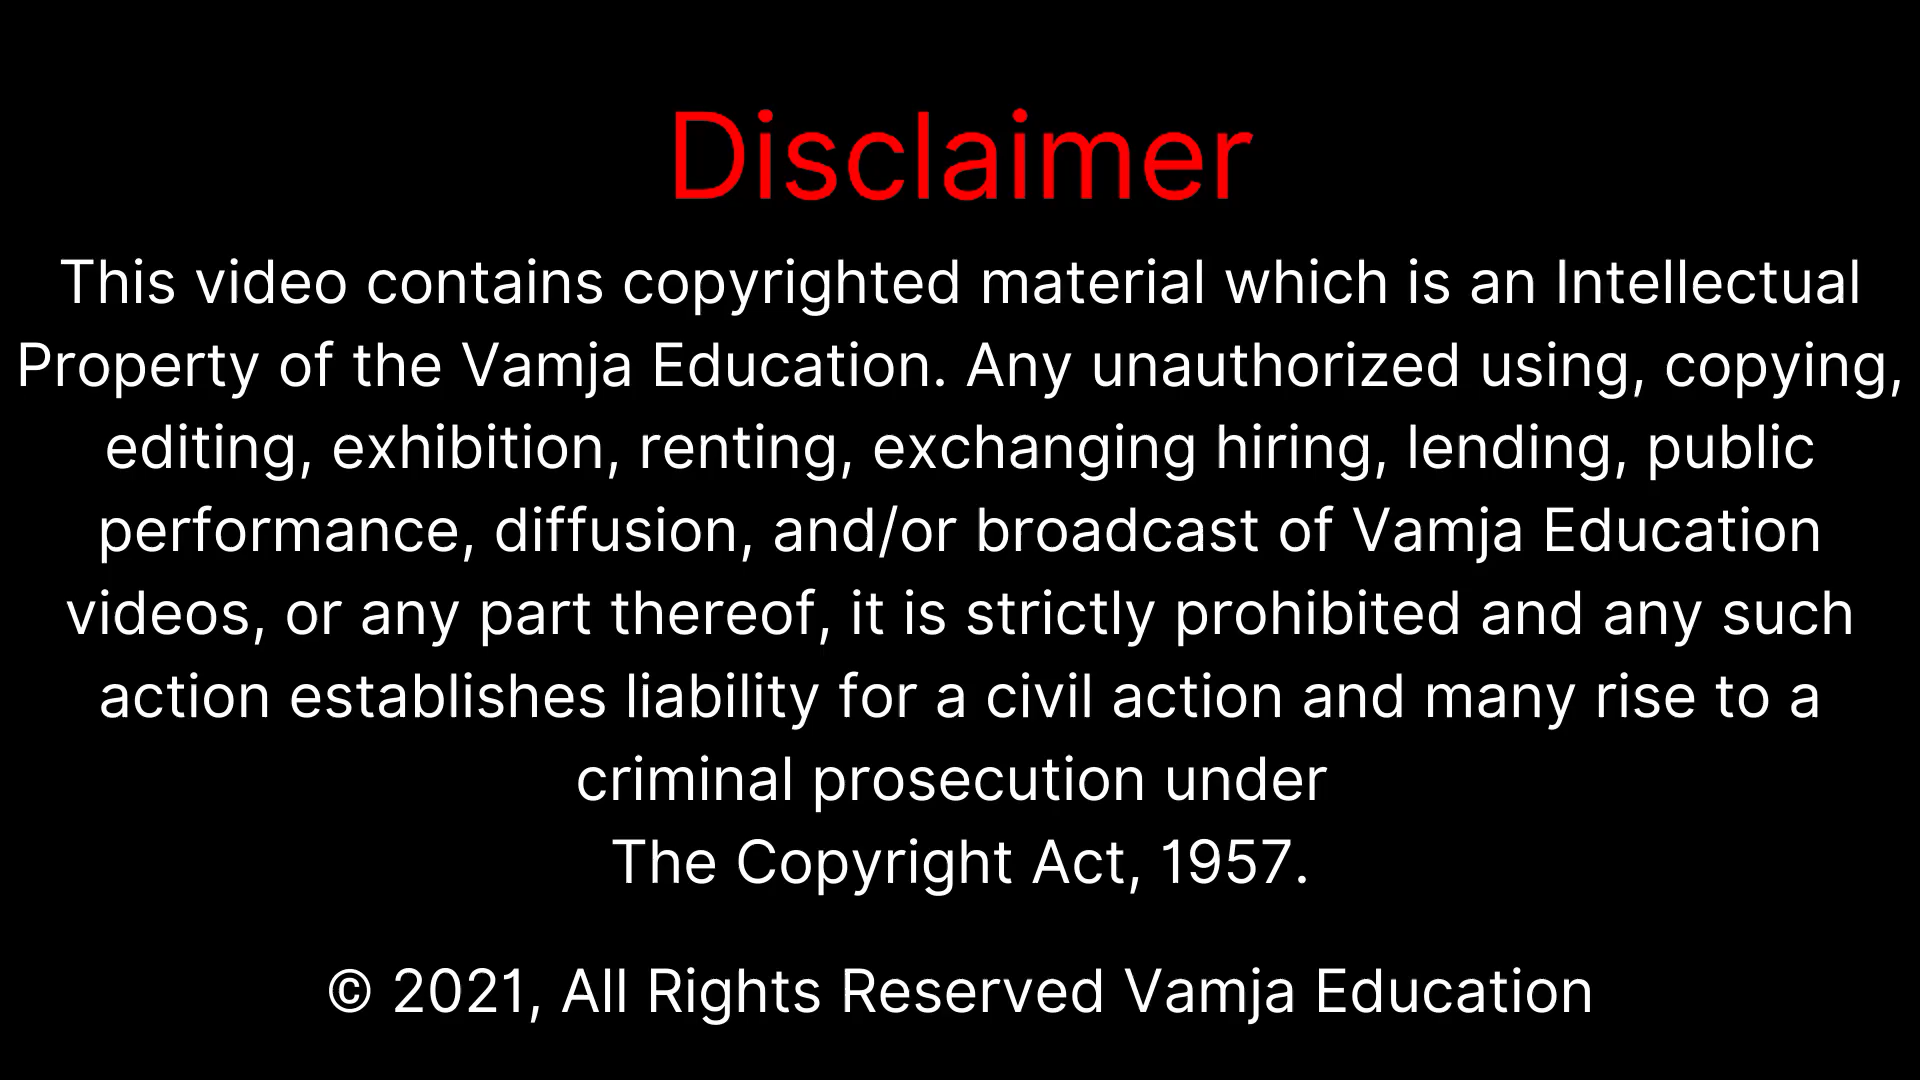 Disclaimer
This video contains copyrighted material which is an Intellectual
Property of the Vamja Education. Any unauthorized using, copying,
editing, exhibition, renting, exchanging hiring, lending, public
performance, diffusion, and/or broadcast of Vamja Education
videos, or any part thereof, it is strictly prohibited and any such
action establishes liability for a civil action and many rise to a
criminal prosecution under
The Copyright Act, 1957.
© 2021, All Rights Reserved Vamja Education